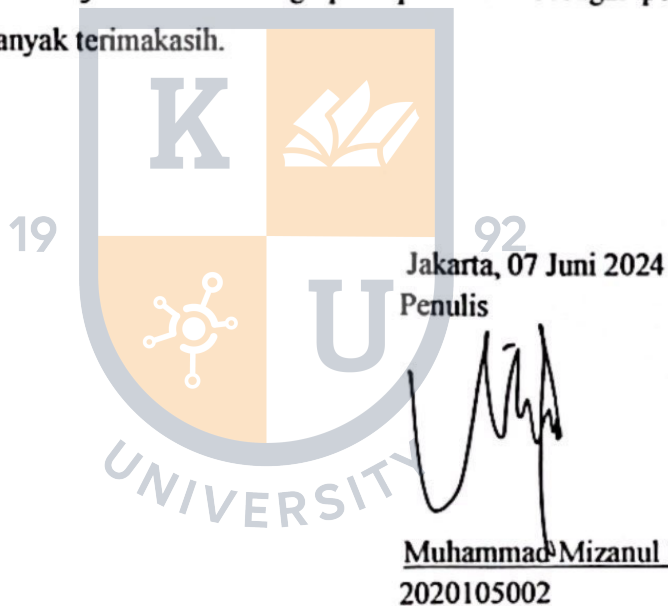 anyak terimakasih.
K
19 92
U
UNIVERSITY
Jakarta, 07 Juni 2024
Penulis
Muhammad Mizanul
2020105002